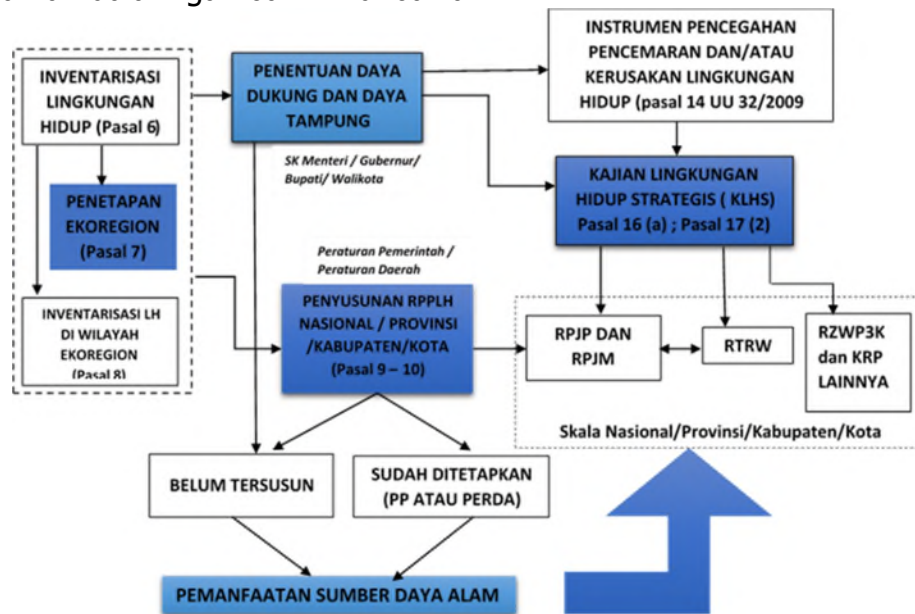 INSTRUMEN PENCEGAHAN
PENCEMARAN DAN/ATAU
KERUSAKAN LINGKUNGAN
HIDUP (pasal 14 UU 32/2009
INVENTARISASI
LINGKUNGAN
HIDUP (Pasal 6)
PENENTUAN DAYA
DUKUNG DAN DAYA
TAMPUNG
SK Menteri / Gubernur/
Bupati/ Walikota
KAJIAN LINGKUNGAN
HIDUP STRATEGIS ( KLHS)
Pasal 16 (a) ; Pasal 17 (2)
PENETAPAN
EKOREGION
(Pasal 7)
Peraturan Pemerintah /
Peraturan Daerah
INVENTARISASI LH
DI WILAYAH
EKOREGION
(Pasal 8)
PENYUSUNAN RPPLH
NASIONAL / PROVINSI
/KABUPATEN/KOTA
(Pasal 9 – 10)
RPJP DAN
RPJM
RTRW
RZWP3K
dan KRP
LAINNYA
Skala Nasional/Provinsi/Kabupaten/Kota
BELUM TERSUSUN
SUDAH DITETAPKAN
(PP ATAU PERDA)
PEMANFAATAN SUMBER DAYA ALAM